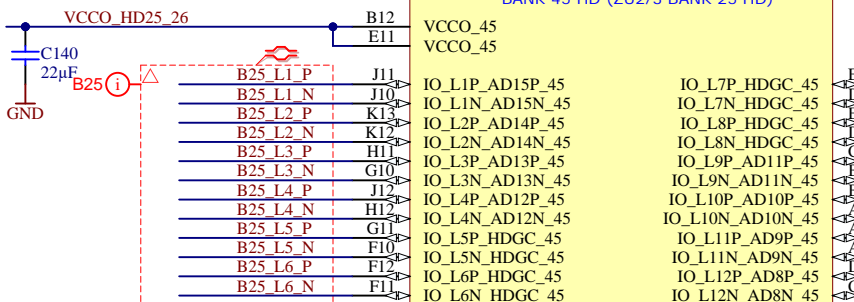 BANK 45 HD (ZU2/3 BANK 25 HD)
VCCO_HD25_26
B12
VCCO_45
E11
VCCO_45
C140
22µF
GND
B25
i
B25_L1_P J11 IO_L1P_AD15P_45 IO_L7P_HDGC_45
B25_L1_N J10 IO_L1N_AD15N_45 IO_L7N_HDGC_45
B25_L2_P K13 IO_L2P_AD14P_45 IO_L8P_HDGC_45
B25_L2_N K12 IO_L2N_AD14N_45 IO_L8N_HDGC_45
B25_L3_P H11 IO_L3P_AD13P_45 IO_L9P_AD11P_45
B25_L3_N G10 IO_L3N_AD13N_45 IO_L9N_AD11N_45
B25_L4_P J12 IO_L4P_AD12P_45 IO_L10P_AD10P_45
B25_L4_N H12 IO_L4N_AD12N_45 IO_L10N_AD10N_45
B25_L5_P G11 IO_L5P_HDGC_45 IO_L11P_AD9P_45
B25_L5_N F10 IO_L5N_HDGC_45 IO_L11N_AD9N_45
B25_L6_P F12 IO_L6P_HDGC_45 IO_L12P_AD8P_45
B25_L6_N F11 IO_L6N_HDGC_45 IO_L12N_AD8N_45